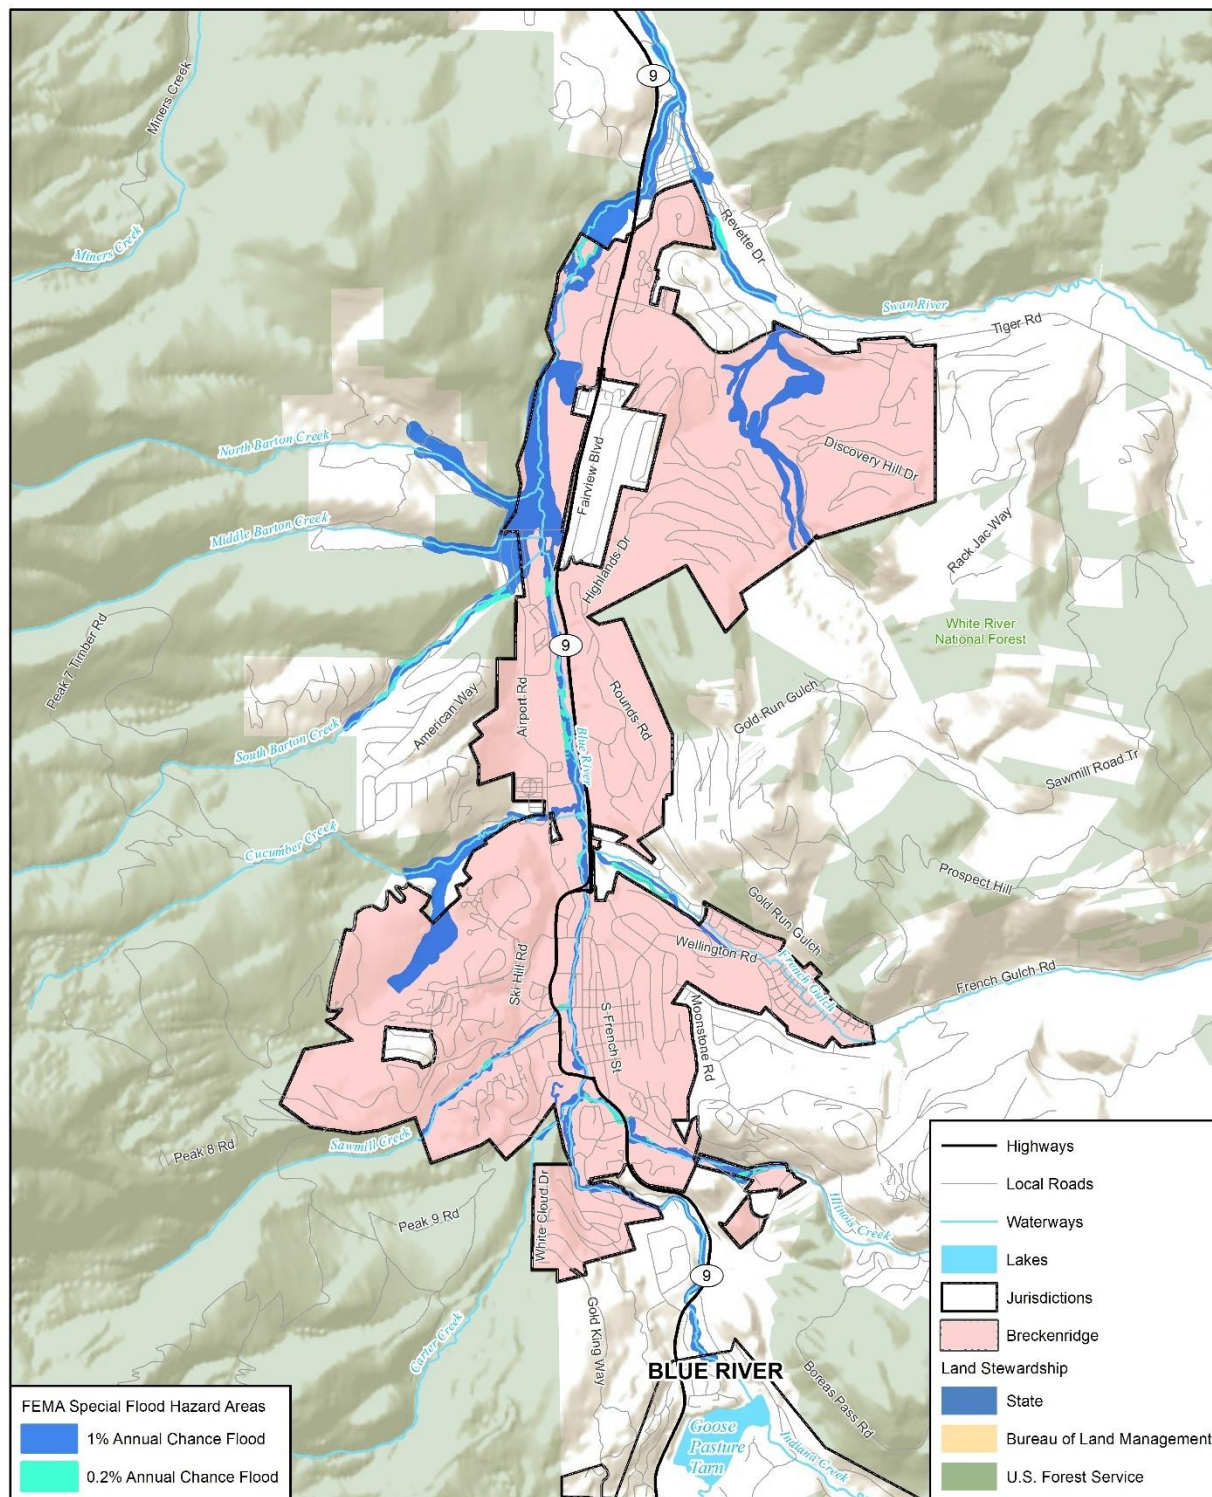 9
Miners Creek
Miners Creek
Revette Dr
Swan River
Tiger Rd
North Barton Creek
Fairview Blvd
Discovery Hill Dr
Middle Barton Creek
Rack Jac-Way
Highlands Dr
White River
National Forest
Peak 7 Timber Rd
9
American Way
Airport Rd
Rounds Rd
Gold Run Gulch
South Barton Creek
Blue River
Sawmill Road Tr
Cucumber Creek
Prospect Hill
Gold Run Gulch
Wellington Rd
French Gulch
French Gulch Rd
Ski Hill Rd
S French St
Moonstone Rd
Sawmill Creek
Peak 8 Rd
White Cloud Dr
Peak 9 Rd
Illinois Creek
9
Gold King Way
Carter Creek
BLUE RIVER
Boreas Pass Rd
Goose
Pasture
Tarn
Indiana Creek
FEMA Special Flood Hazard Areas
1% Annual Chance Flood
0.2% Annual Chance Flood
Highways
Local Roads
Waterways
Lakes
Jurisdictions
Breckenridge
Land Stewardship
State
Bureau of Land Management
U.S. Forest Service